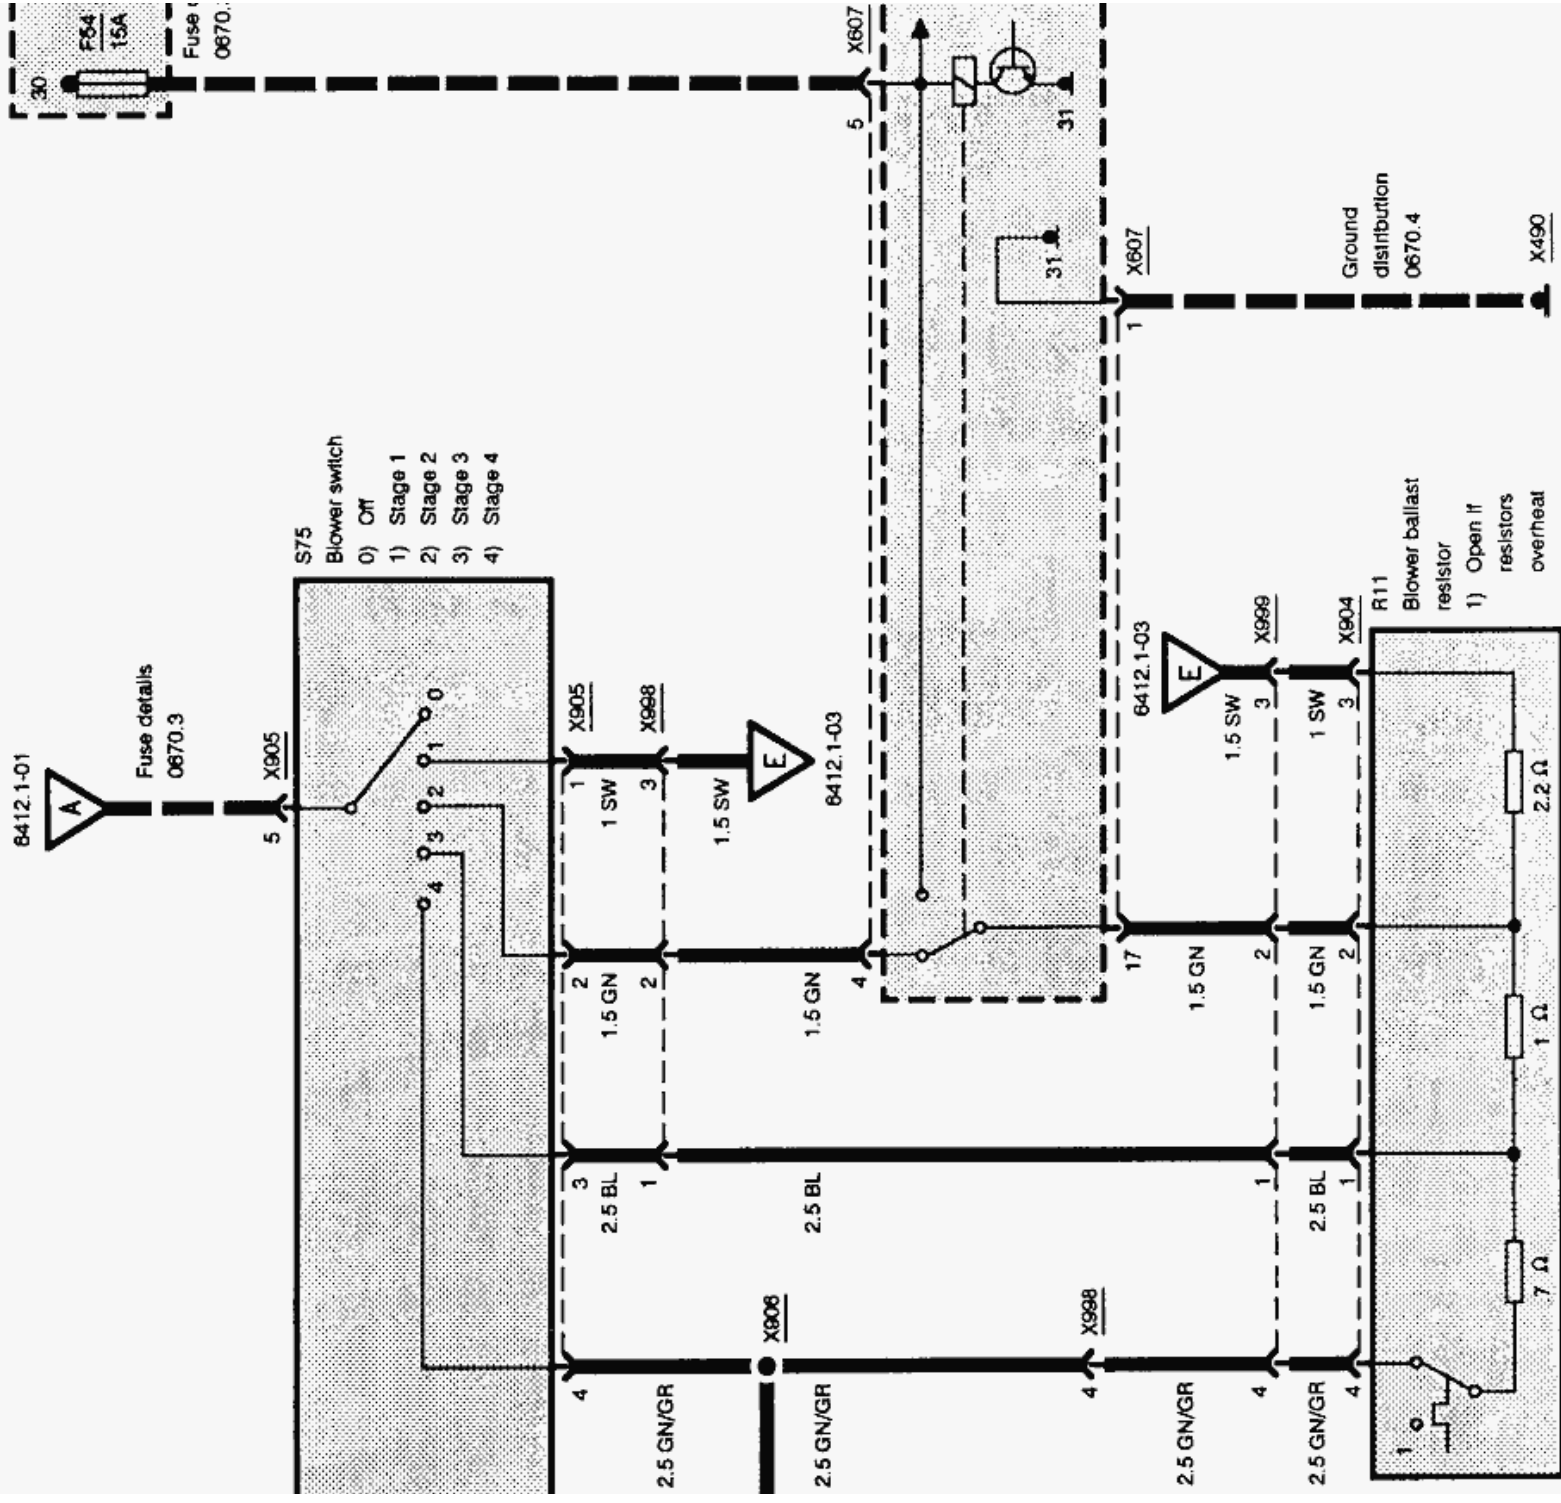 30
F54
15A
Fuse
0670.
X607
5
31
31
X607
1
Ground
distribution
0670.4
X490
6412.1-01
A
Fuse details
0670.3
X905
5
S75
Blower switch
0) Off
1) Stage 1
2) Stage 2
3) Stage 3
4) Stage 4
0
1
2
3
4
X905
1
1 SW
X998
3
1.5 SW
E
6412.1-03
2
1.5 GN
2
1.5 GN
4
17
1.5 GN
2
1.5 GN
2
6412.1-03
E
1.5 SW
X999
3
1 SW
X904
3
R11
Blower ballast
resistor
1) Open if
resistors
overheat
2.2 Ω
1 Ω
.7 Ω
3
2.5 BL
1
2.5 BL
1
2.5 BL
1
4
2.5 GN/GR
X906
2.5 GN/GR
X998
4
2.5 GN/GR
4
2.5 GN/GR
4
1